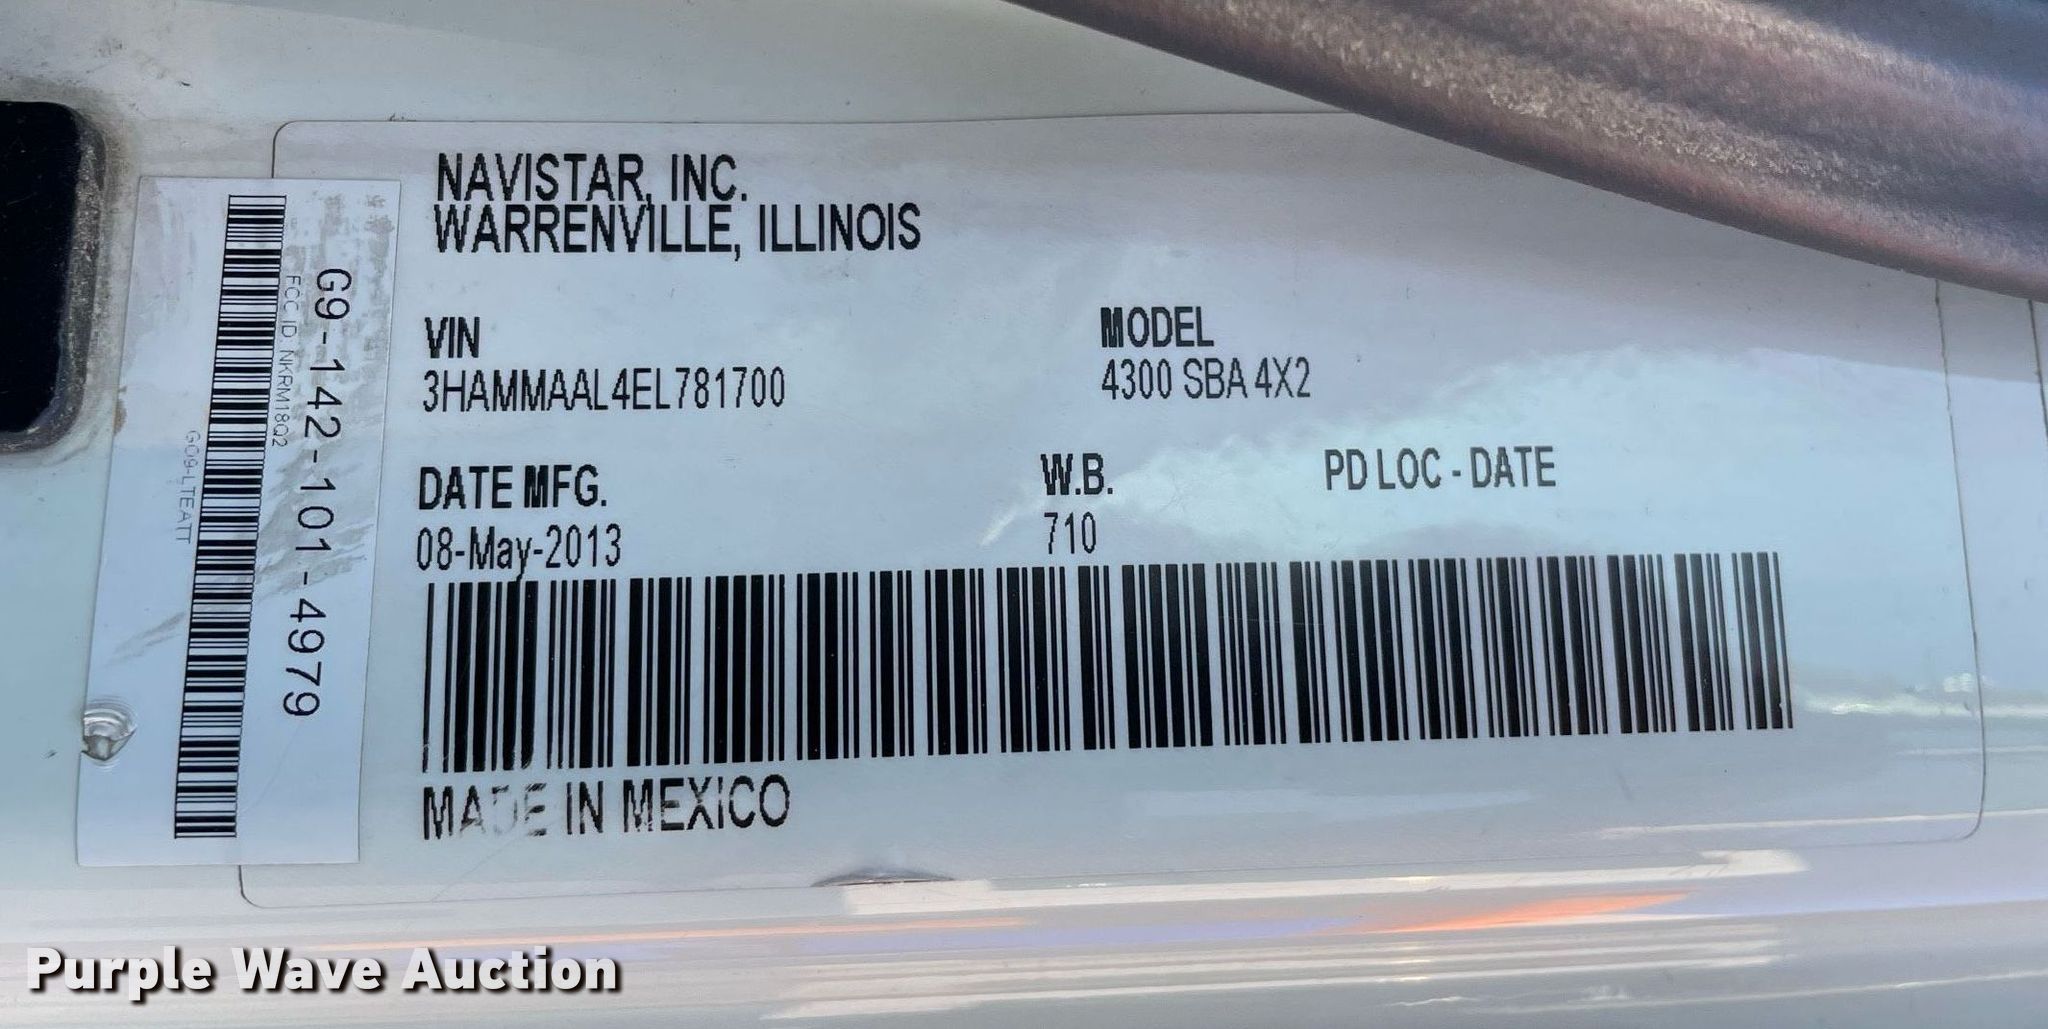 NAVISTAR, INC.
WARRENVILLE, ILLINOIS
VIN
3HAMMAAL4EL781700
MODEL
4300 SBA 4X2
DATE MFG.
08-May-2013
W.B.
710
PD LOC - DATE
MADE IN MEXICO
G9-142-101-4979
FCC ID. NKRM18Q2
GO9-LTEATT
Purple Wave Auction